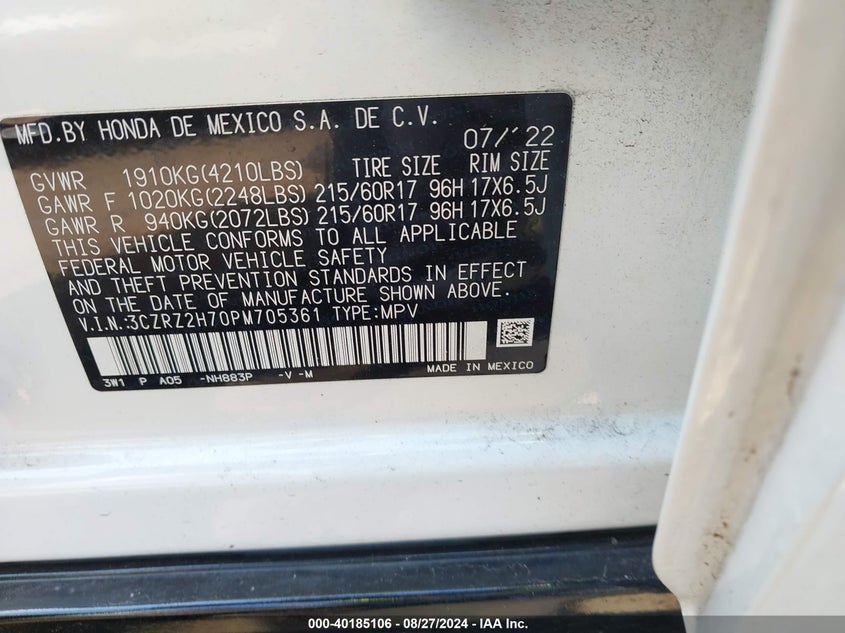 MFD.BY HONDA DE MEXICO S.A. DE C.V. 07/'22
GVWR 1910KG(4210LBS) TIRE SIZE RIM SIZE
GAWR F 1020KG(2248LBS) 215/60R17 96H 17X6.5J
GAWR R 940KG(2072LBS) 215/60R17 96H 17X6.5J
THIS VEHICLE CONFORMS TO ALL APPLICABLE
FEDERAL MOTOR VEHICLE SAFETY
AND THEFT PREVENTION STANDARDS IN EFFECT
ON THE DATE OF MANUFACTURE SHOWN ABOVE.
V.I.N.3CZRZ2H70PM705361 TYPE:MPV
3W1 P A05 -NH883P -V -M MADE IN MEXICO
000-40185106 - 08/27/2024 - © IAA Inc.